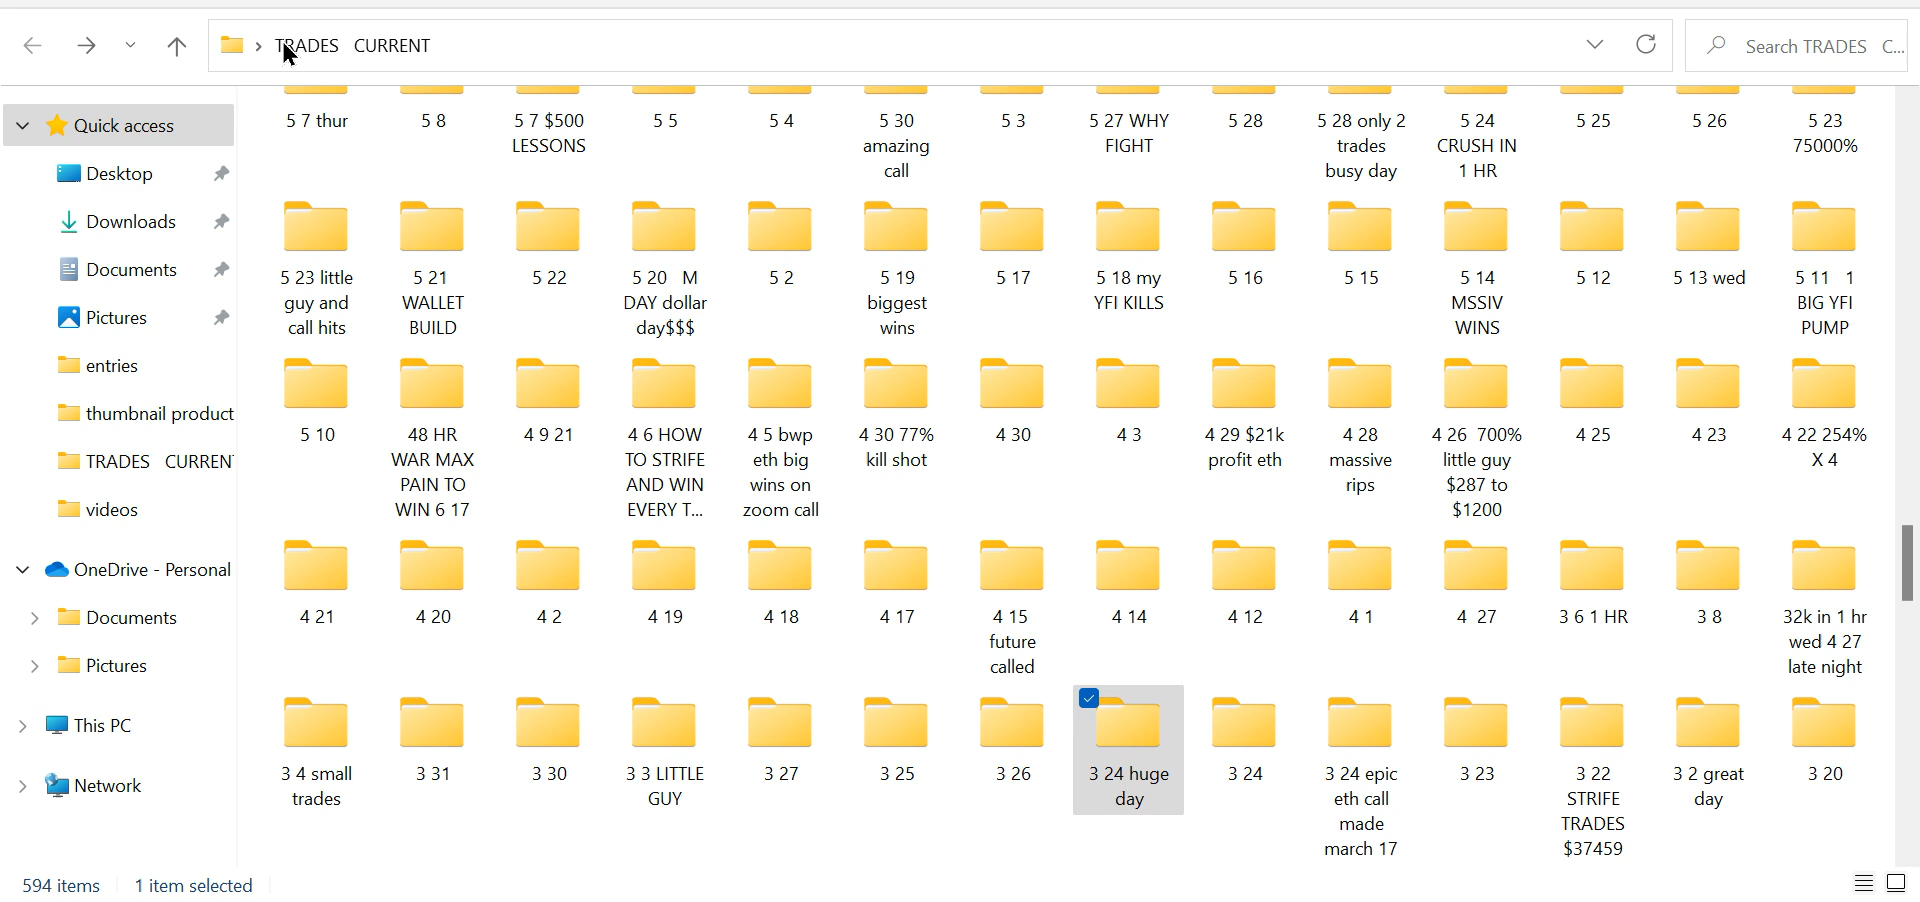 TRADES CURRENT
Search TRADES C...
Quick access
Desktop
Downloads
Documents
Pictures
entries
thumbnail product
TRADES CURREN
videos
OneDrive - Personal
Documents
Pictures
This PC
Network
5 7 thur
5 8
5 7 $500
LESSONS
5 5
5 4
5 30
amazing
call
5 3
5 27 WHY
FIGHT
5 28
5 28 only 2
trades
busy day
5 24
CRUSH IN
1 HR
5 25
5 26
5 23
75000%
5 23 little
guy and
call hits
5 21
WALLET
BUILD
5 22
5 20 M
DAY dollar
day$$$
5 2
5 19
biggest
wins
5 17
5 18 my
YFI KILLS
5 16
5 15
5 14
MSSIV
WINS
5 12
5 13 wed
5 11 1
BIG YFI
PUMP
5 10
48 HR
WAR MAX
PAIN TO
WIN 6 17
4 9 21
4 6 HOW
TO STRIFE
AND WIN
EVERY T...
4 5 bwp
eth big
wins on
zoom call
4 30 77%
kill shot
4 30
4 3
4 29 $21k
profit eth
4 28
massive
rips
4 26 700%
little guy
$287 to
$1200
4 25
4 23
4 22 254%
X 4
4 21
4 20
4 2
4 19
4 18
4 17
4 15
future
called
4 14
4 12
4 1
4 27
3 6 1 HR
3 8
32k in 1 hr
wed 4 27
late night
3 4 small
trades
3 31
3 30
3 3 LITTLE
GUY
3 27
3 25
3 26
3 24 huge
day
3 24
3 24 epic
eth call
made
march 17
3 23
3 22
STRIFE
TRADES
$37459
3 2 great
day
3 20
594 items
1 item selected